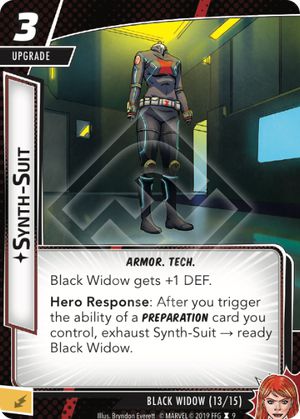 3
UPGRADE
SYNTH-SUIT
ARMOR. TECH.
Black Widow gets +1 DEF.
Hero Response: After you trigger
the ability of a PREPARATION card you
control, exhaust Synth-Suit → ready
Black Widow.
BLACK WIDOW (13/15)
Illus. Bryndon Everett © MARVEL © 2019 FFG 9